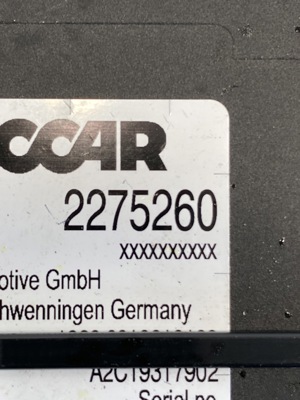 CCAR
2275260
XXXXXXXXXX
otive GmbH
hwenningen Germany
A2C19317902
Serial no